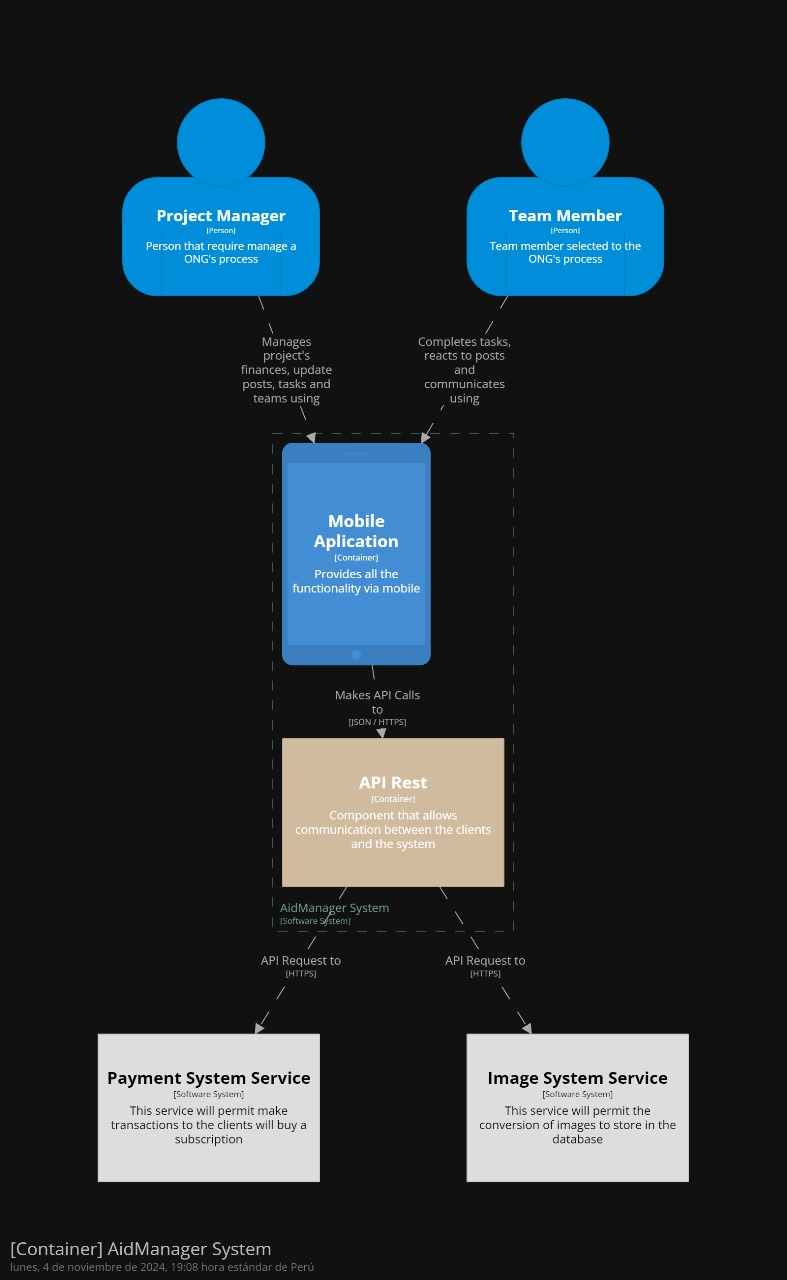 Project Manager
[Person]
Person that require manage a
ONG's process
Team Member
[Person]
Team member selected to the
ONG's process
Manages
project's
finances, update
posts, tasks and
teams using
Completes tasks,
reacts to posts
and
communicates
using
Mobile
Aplication
[Container]
Provides all the
functionality via mobile
Makes API Calls
to
[JSON / HTTPS]
API Rest
[Container]
Component that allows
communication between the clients
and the system
AidManager System
[Software System]
API Request to
[HTTPS]
API Request to
[HTTPS]
Payment System Service
[Software System]
This service will permit make
transactions to the clients will buy a
subscription
Image System Service
[Software System]
This service will permit the
conversion of images to store in the
database
[Container] AidManager System
lunes, 4 de noviembre de 2024, 19:08 hora estándar de Perú